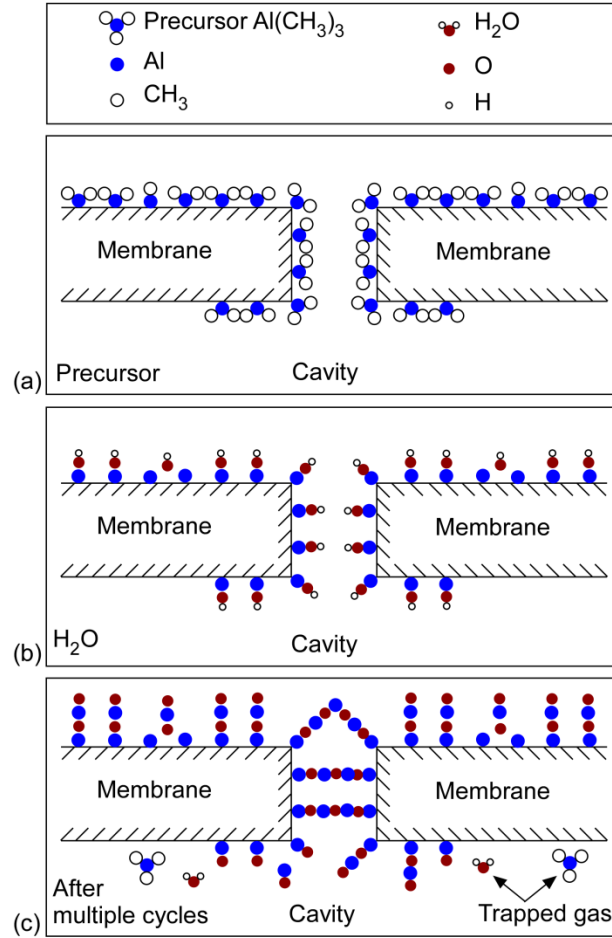 Precursor Al(CH₃)₃
H₂O
Al
O
CH₃
H
Membrane
Membrane
(a)
Precursor
Cavity
Membrane
Membrane
(b)
H₂O
Cavity
Membrane
Membrane
After
(c)
multiple cycles
Cavity
Trapped gas